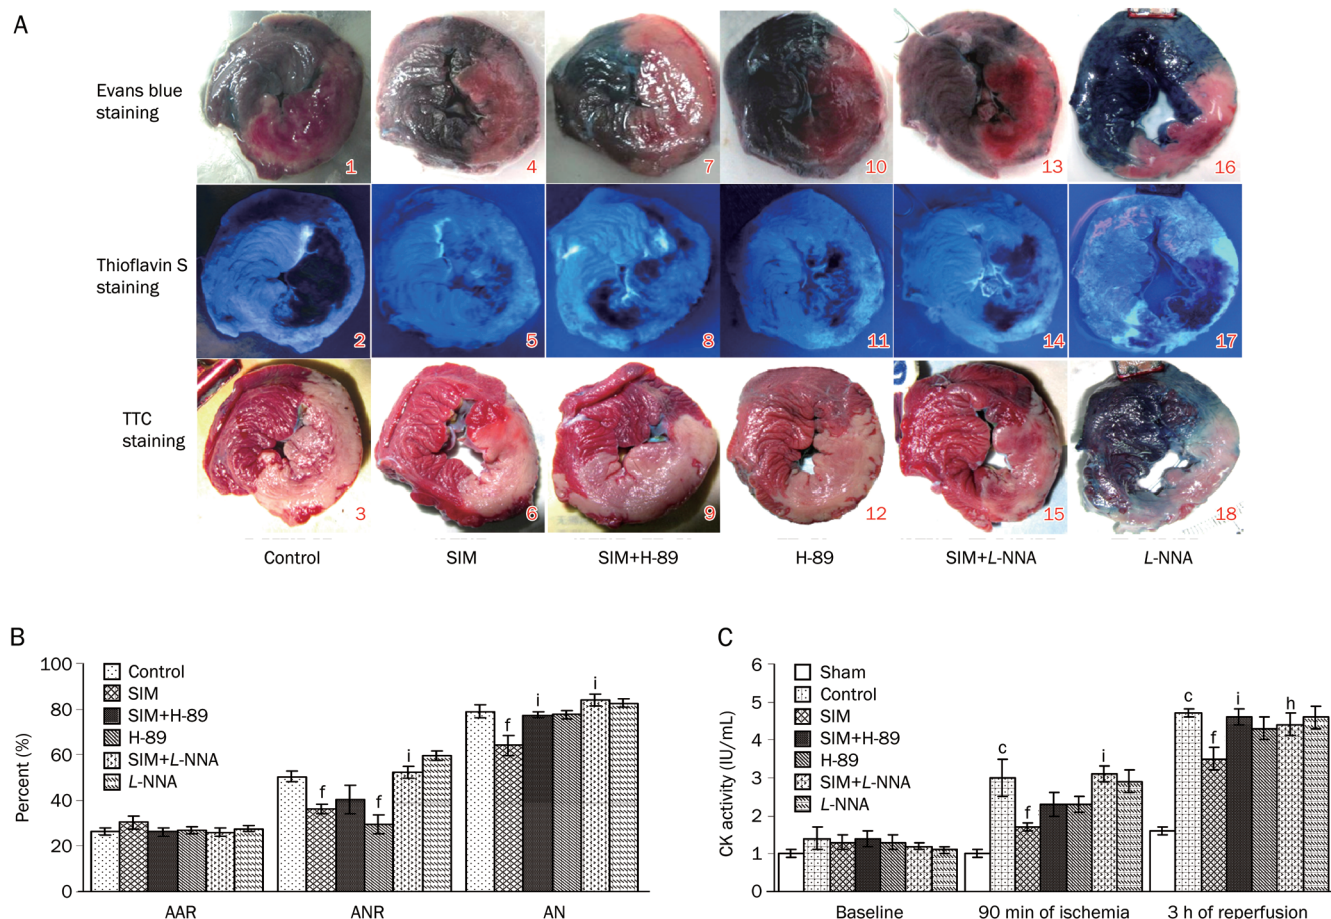 A
Evans blue
staining
1
4
7
10
13
16
Thioflavin S
staining
2
5
8
11
14
17
TTC
staining
3
6
9
12
15
18
Control
SIM
SIM+H-89
H-89
SIM+L-NNA
L-NNA
B
Percent (%)
100
80
60
40
20
0
Control
SIM
SIM+H-89
H-89
SIM+L-NNA
L-NNA
f
f
i
f
i
i
AAR
ANR
AN
C
CK activity (IU/mL)
6
5
4
3
2
1
0
Sham
Control
SIM
SIM+H-89
H-89
SIM+L-NNA
L-NNA
c
f
i
c
f
i
h
Baseline
90 min of ischemia
3 h of reperfusion